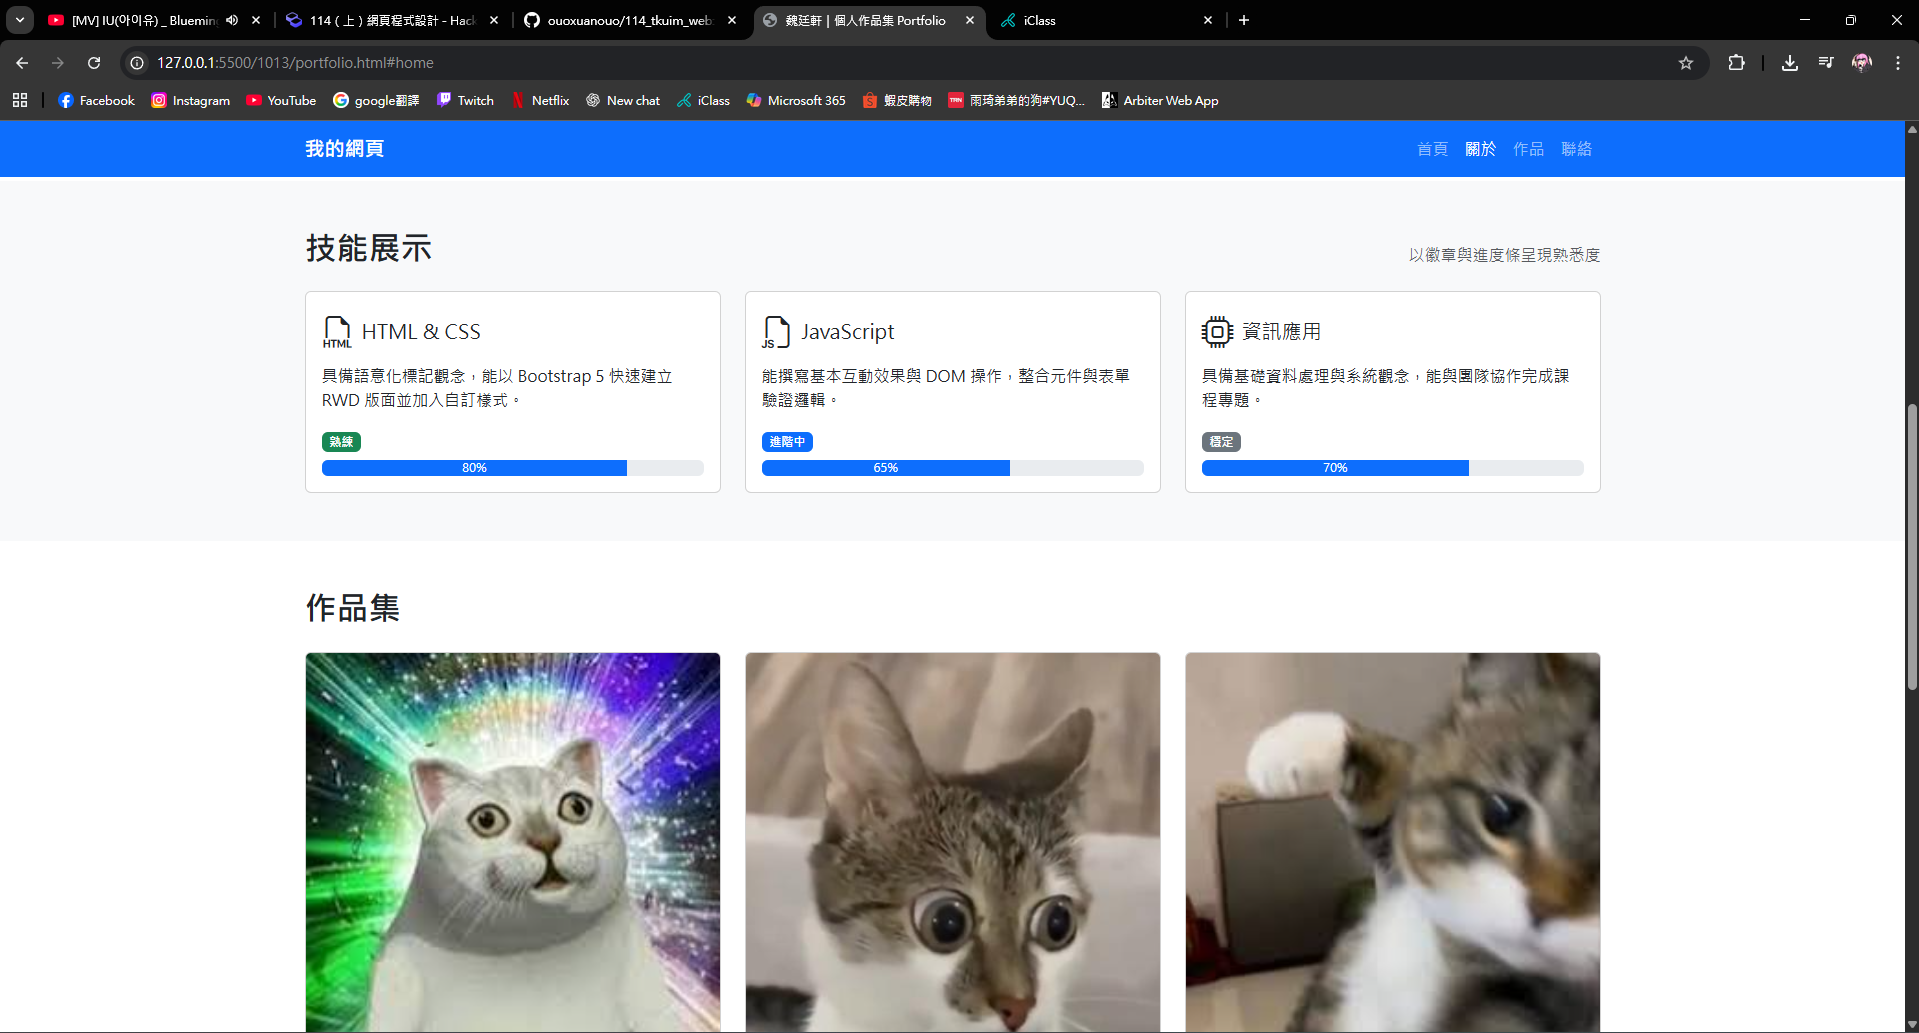 [MV] IU(아이유) _ Blueming
114（上）網頁程式設計 - Hack
ouoxuanouo/114_tkuim_web
魏廷軒｜個人作品集 Portfolio
iClass
127.0.0.1:5500/1013/portfolio.html#home
Facebook
Instagram
YouTube
google翻譯
Twitch
Netflix
New chat
iClass
Microsoft 365
蝦皮購物
雨琦弟弟的狗#YUQ...
Arbiter Web App
我的網頁
首頁
關於
作品
聯絡
技能展示
以徽章與進度條呈現熟悉度
HTML
HTML & CSS
具備語意化標記觀念，能以 Bootstrap 5 快速建立
RWD 版面並加入自訂樣式。
熟練
80%
JS
JavaScript
能撰寫基本互動效果與 DOM 操作，整合元件與表單
驗證邏輯。
進階中
65%
資訊應用
具備基礎資料處理與系統觀念，能與團隊協作完成課
程專題。
穩定
70%
作品集